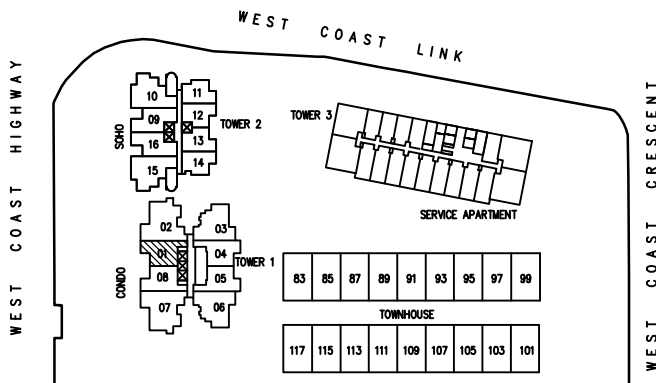 WEST COAST LINK
WEST COAST HIGHWAY
WEST COAST CRESCENT
SOHO
10
11
09
12
16
13
15
14
TOWER 2
TOWER 3
SERVICE APARTMENT
CONDO
02
03
01
04
08
05
07
06
TOWER 1
83 85 87 89 91 93 95 97 99
TOWNHOUSE
117 115 113 111 109 107 105 103 101